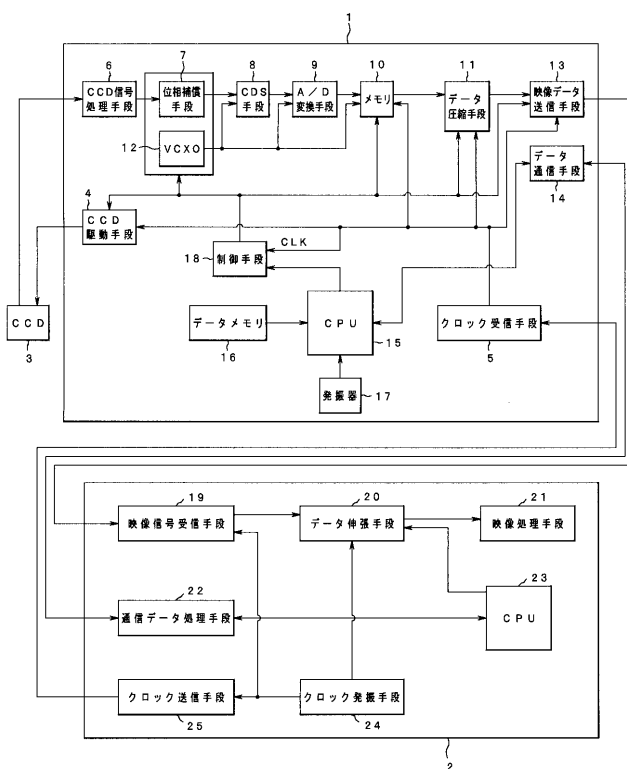 1
6
CCD信号
処理手段
7
位相補償
手段
12
VCXO
8
CDS
手段
9
A/D
変換手段
10
メモリ
11
データ
圧縮手段
13
映像データ
送信手段
データ
通信手段
14
4
CCD
駆動手段
CLK
18
制御手段
CCD
3
データメモリ
16
CPU
15
クロック受信手段
5
発振器
17
19
映像信号受信手段
20
データ伸張手段
21
映像処理手段
22
通信データ処理手段
23
CPU
クロック送信手段
25
クロック発振手段
24
2